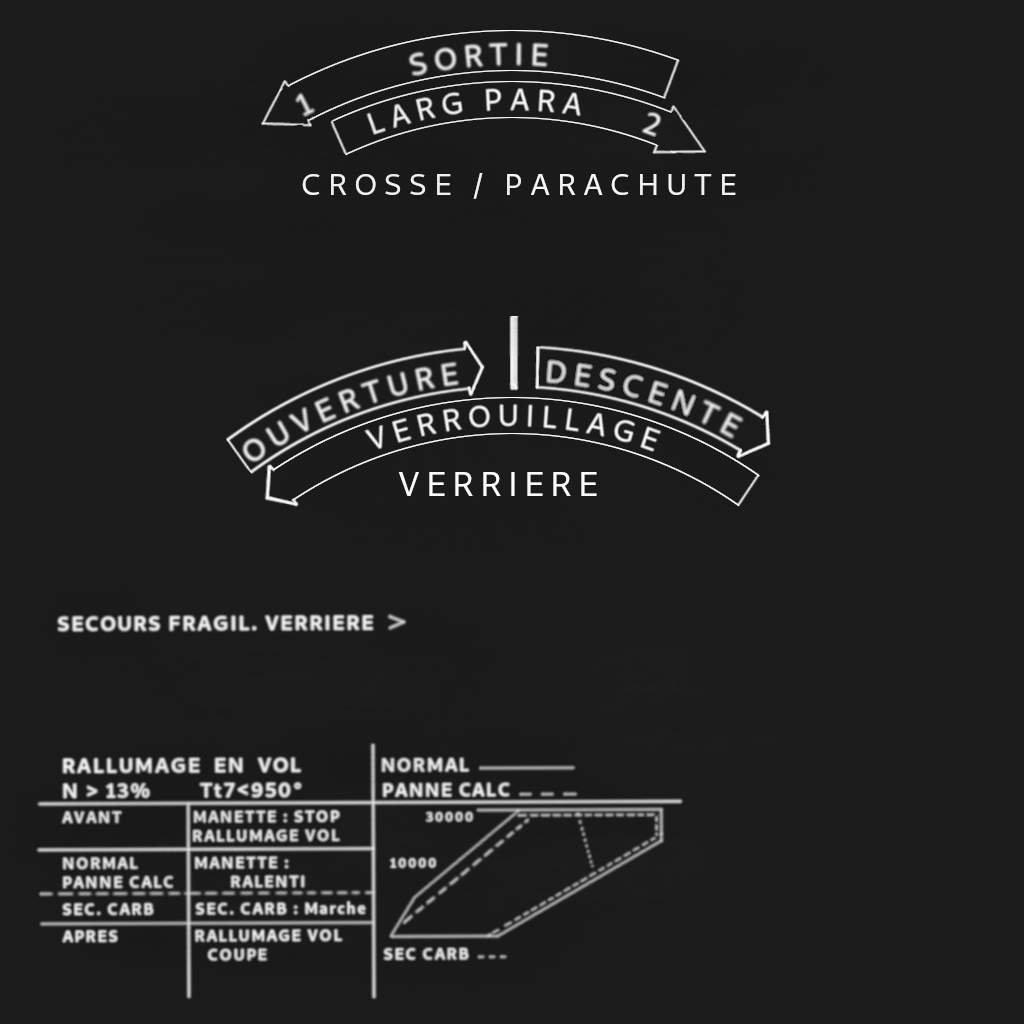 SORTIE
1
LARG PARA 2
CROSSE / PARACHUTE
OUVERTURE
DESCENTE
VERROUILLAGE
VERRIERE
SECOURS FRAGIL. VERRIERE >
RALLUMAGE EN VOL
N > 13% Tt7<950°
AVANT
MANETTE : STOP
RALLUMAGE VOL
NORMAL
PANNE CALC
MANETTE :
RALENTI
SEC. CARB
SEC. CARB : Marche
APRES
RALLUMAGE VOL
COUPE
NORMAL
PANNE CALC
30000
10000
SEC CARB